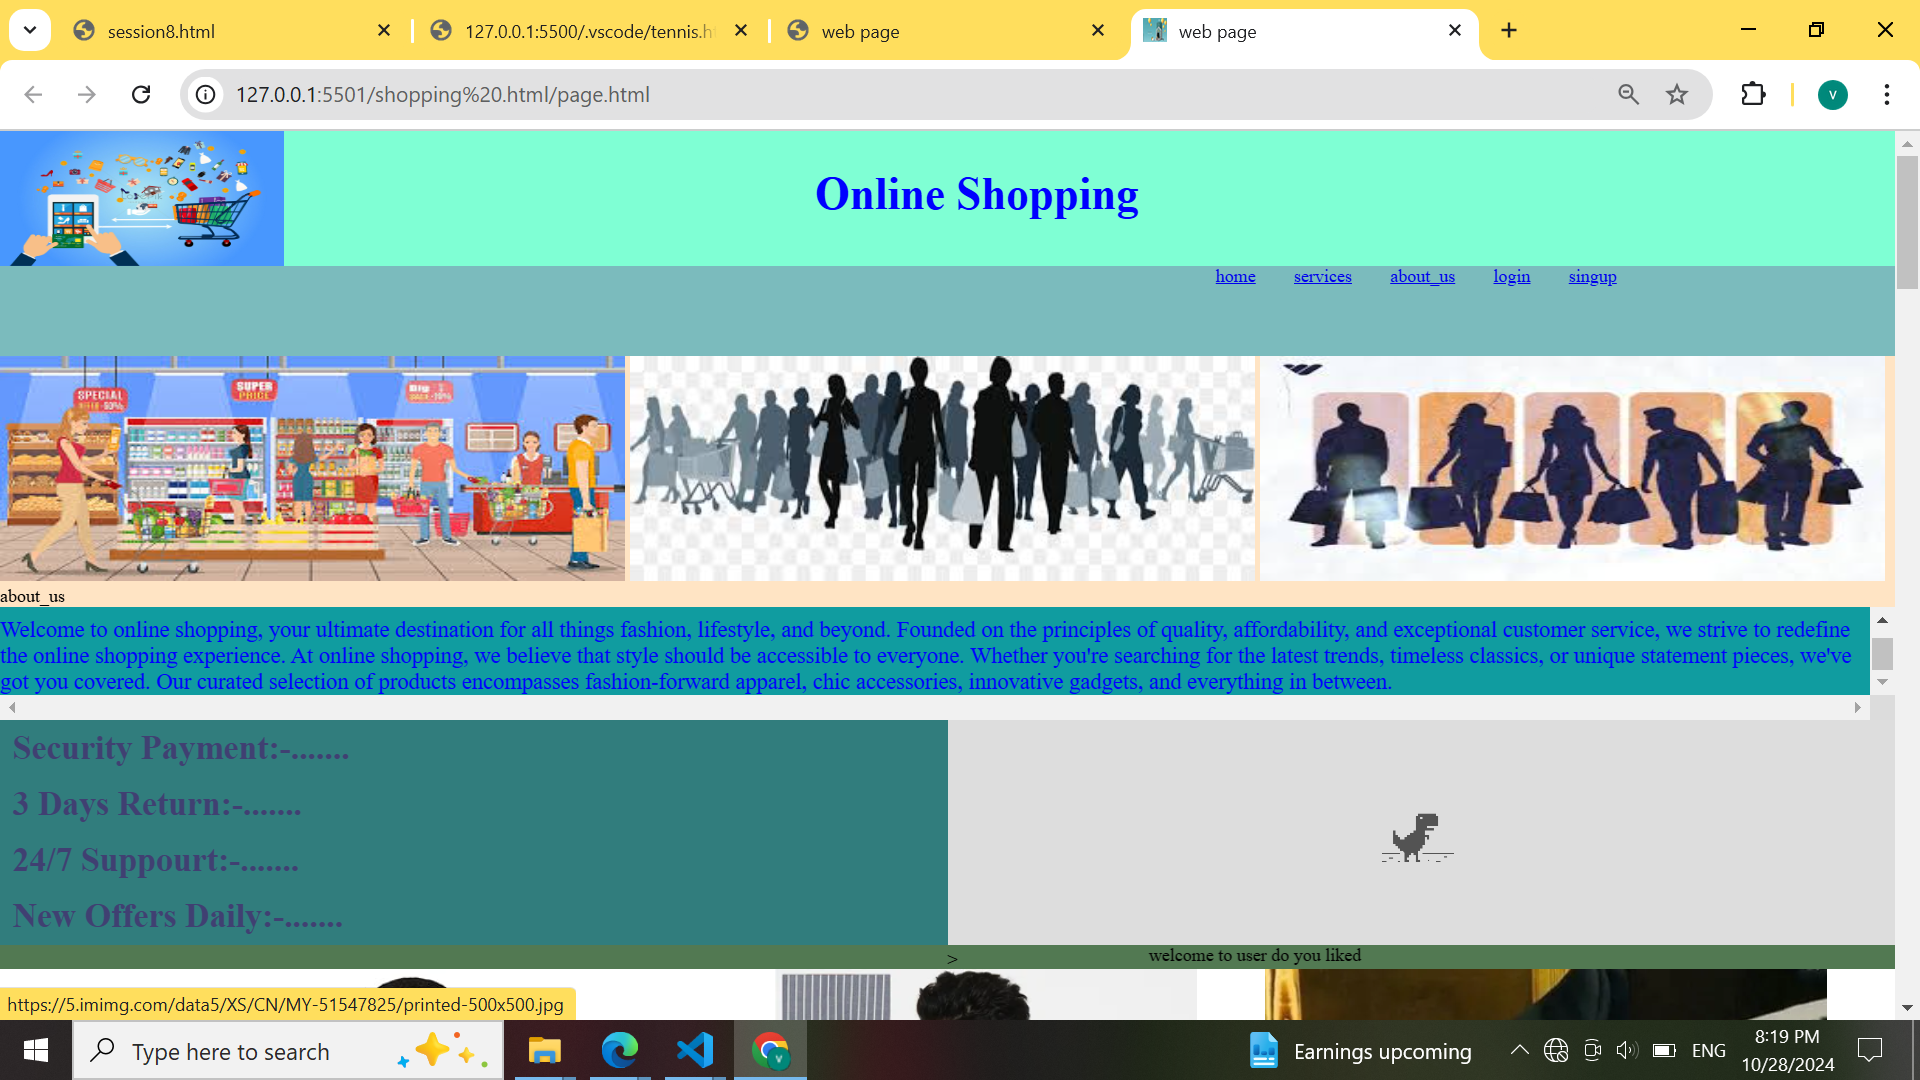 session8.html
127.0.0.1:5500/.vscode/tennis.h
web page
web page
127.0.0.1:5501/shopping%20.html/page.html
V
Online Shopping
home services about_us login singup
SPECIAL
SUPER
PRICE
Big
about_us
Welcome to online shopping, your ultimate destination for all things fashion, lifestyle, and beyond. Founded on the principles of quality, affordability, and exceptional customer service, we strive to redefine
the online shopping experience. At online shopping, we believe that style should be accessible to everyone. Whether you're searching for the latest trends, timeless classics, or unique statement pieces, we've
got you covered. Our curated selection of products encompasses fashion-forward apparel, chic accessories, innovative gadgets, and everything in between.
Security Payment:-.......
3 Days Return:-.......
24/7 Suppourt:-.......
New Offers Daily:-.......
> welcome to user do you liked
https://5.imimg.com/data5/XS/CN/MY-51547825/printed-500x500.jpg
Type here to search
V
Earnings upcoming
ENG
8:19 PM
10/28/2024